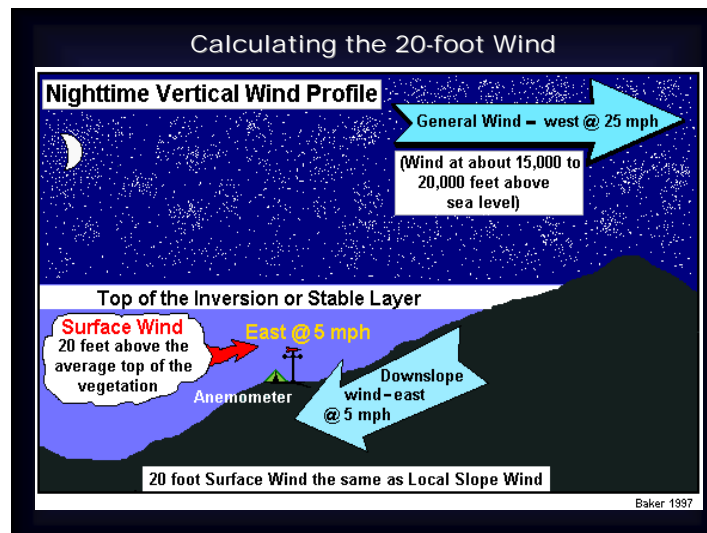 Calculating the 20-foot Wind
Nighttime Vertical Wind Profile
General Wind – west @ 25 mph
(Wind at about 15,000 to
20,000 feet above
sea level)
Top of the Inversion or Stable Layer
Surface Wind
20 feet above the
average top of the
vegetation
East @ 5 mph
Anemometer
Downslope
wind–east
@ 5 mph
20 foot Surface Wind the same as Local Slope Wind
Baker 1997